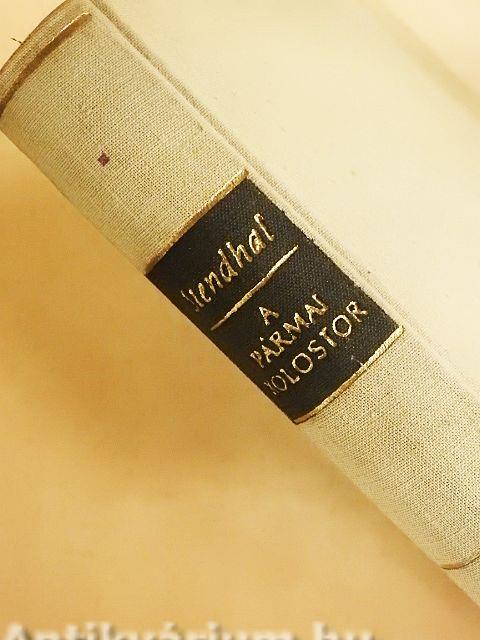 Stendhal
A
PÁRMAI
KOLOSTOR
Antikvárium.hu